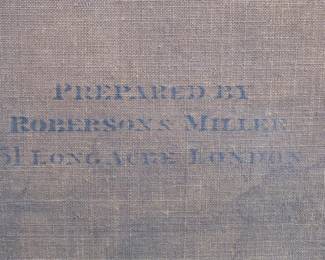 PREPARED BY
ROBERSON & MILLER
51 LONG ACRE LONDON